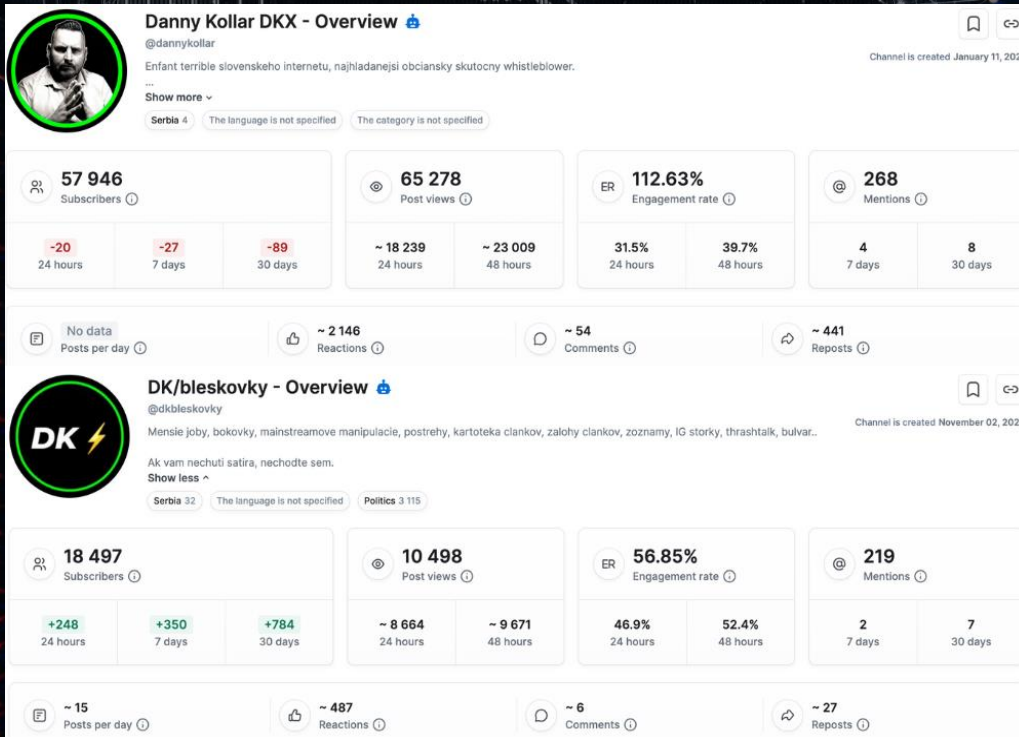 Danny Kollar DKX - Overview
@dannykollar
Channel is created January 11, 202
Enfant terrible slovenskeho internetu, najhladanejsi obciansky skutocny whistleblower.
...
Show more
Serbia 4 The language is not specified The category is not specified
57 946 65 278 ER 112.63% 268
Subscribers Post views Engagement rate Mentions
-20 -27 -89 ~ 18 239 ~ 23 009 31.5% 39.7% 4 8
24 hours 7 days 30 days 24 hours 48 hours 24 hours 48 hours 7 days 30 days
No data ~ 2 146 ~ 54 ~ 441
Posts per day Reactions Comments Reposts
DK/bleskovky - Overview
@dkbleskovky
DK
Channel is created November 02, 202
Mensie joby, bokovky, mainstreamove manipulacie, postrehy, kartoteka clankov, zalohy clankov, zoznamy, IG storky, thrashtalk, bulvar..
Ak vam nechuti satira, nechodte sem.
Show less
Serbia 32 The language is not specified Politics 3 115
18 497 10 498 ER 56.85% 219
Subscribers Post views Engagement rate Mentions
+248 +350 +784 ~ 8 664 ~ 9 671 46.9% 52.4% 2 7
24 hours 7 days 30 days 24 hours 48 hours 24 hours 48 hours 7 days 30 days
~ 15 ~ 487 ~ 6 ~ 27
Posts per day Reactions Comments Reposts